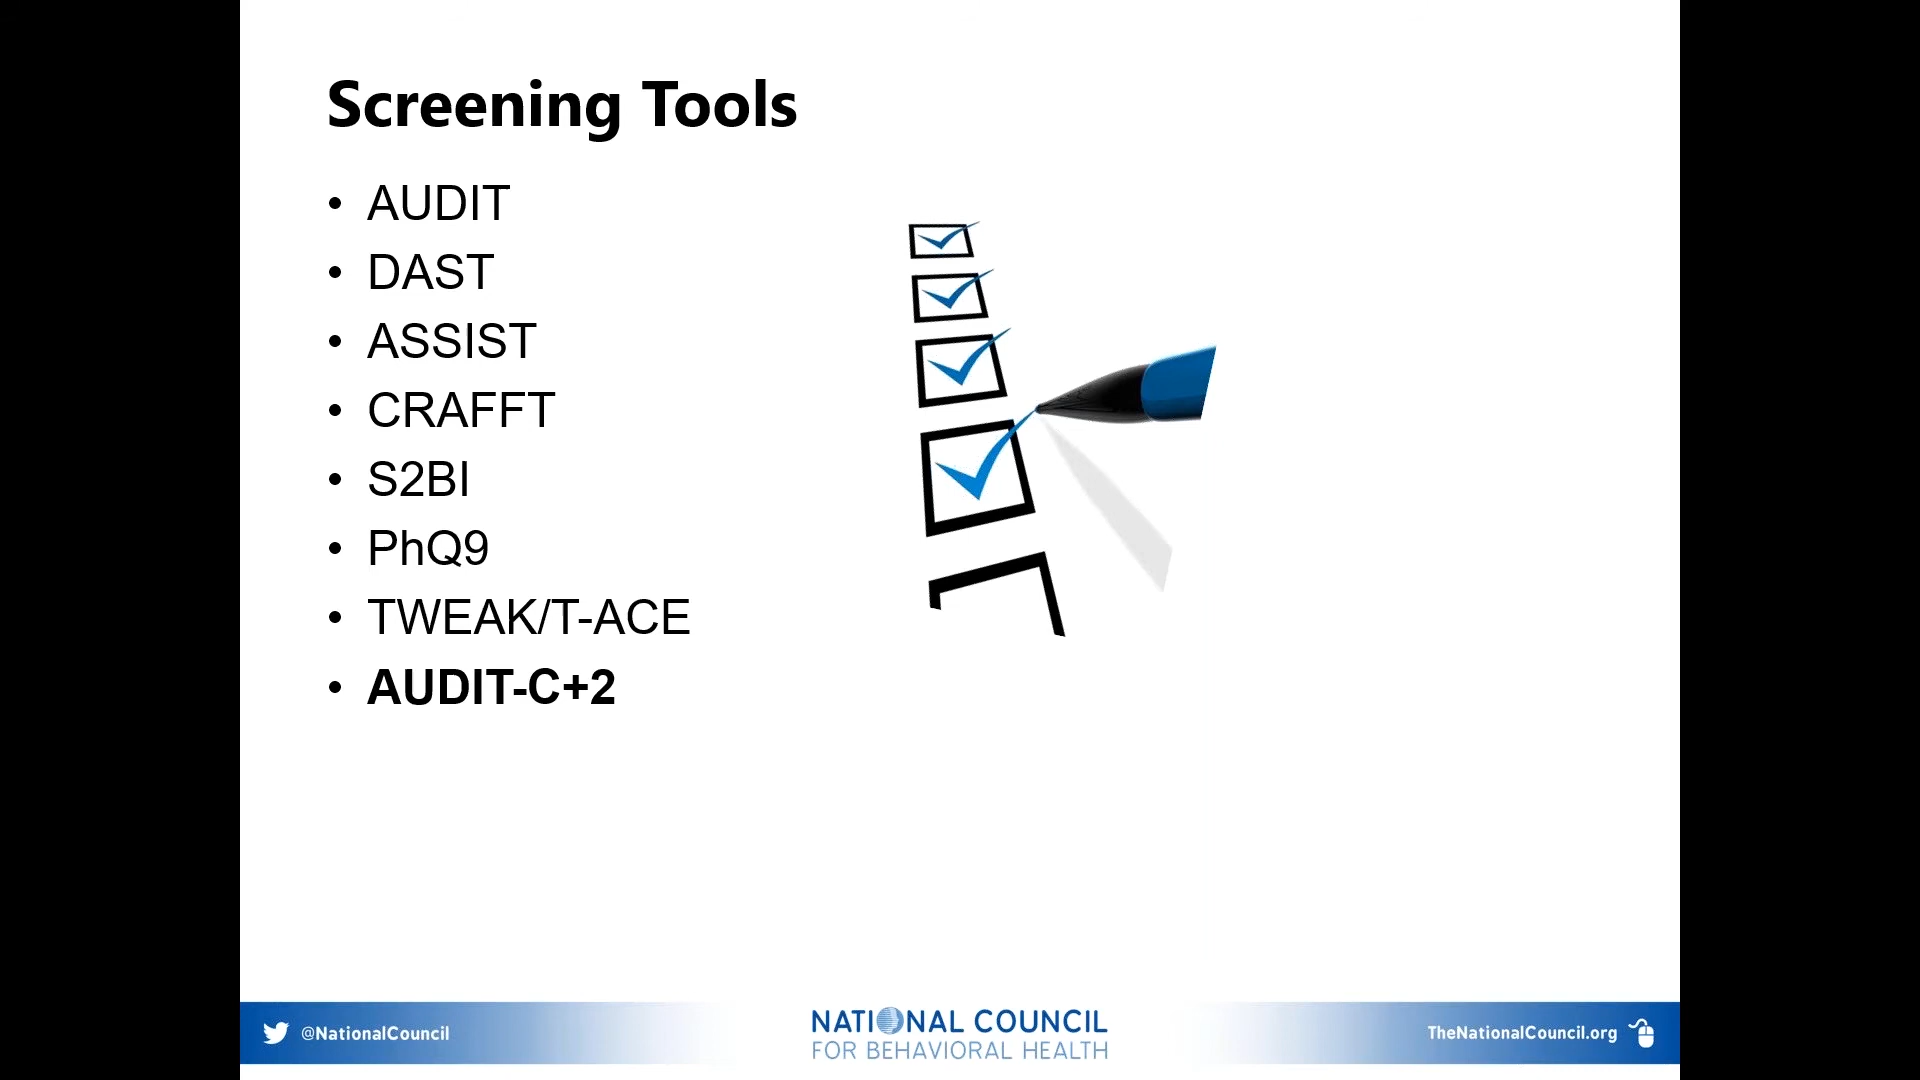 Screening Tools
• AUDIT
• DAST
• ASSIST
• CRAFFT
• S2BI
• PhQ9
• TWEAK/T-ACE
• AUDIT-C+2
@NationalCouncil
NATIONAL COUNCIL
FOR BEHAVIORAL HEALTH
TheNationalCouncil.org